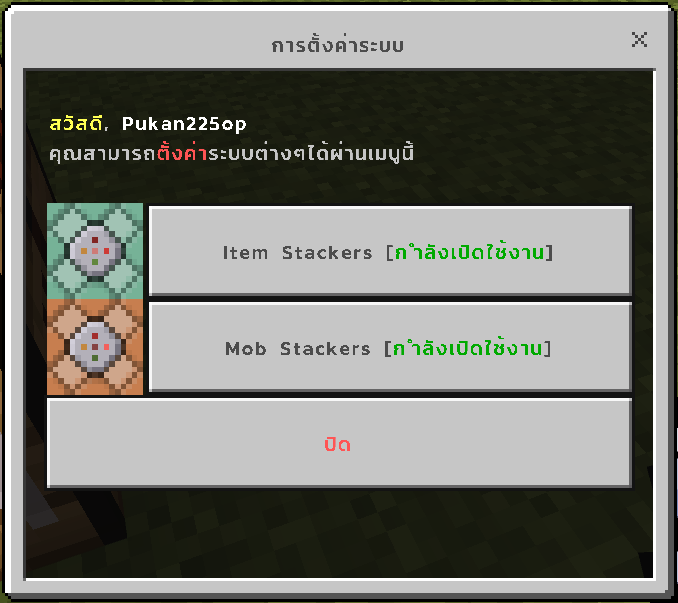 การตั้งค่าระบบ
สวัสดี, Pukan225op
คุณสามารถตั้งค่าระบบต่างๆได้ผ่านเมนูนี้
Item Stackers [กำลังเปิดใช้งาน]
Mob Stackers [กำลังเปิดใช้งาน]
ปิด